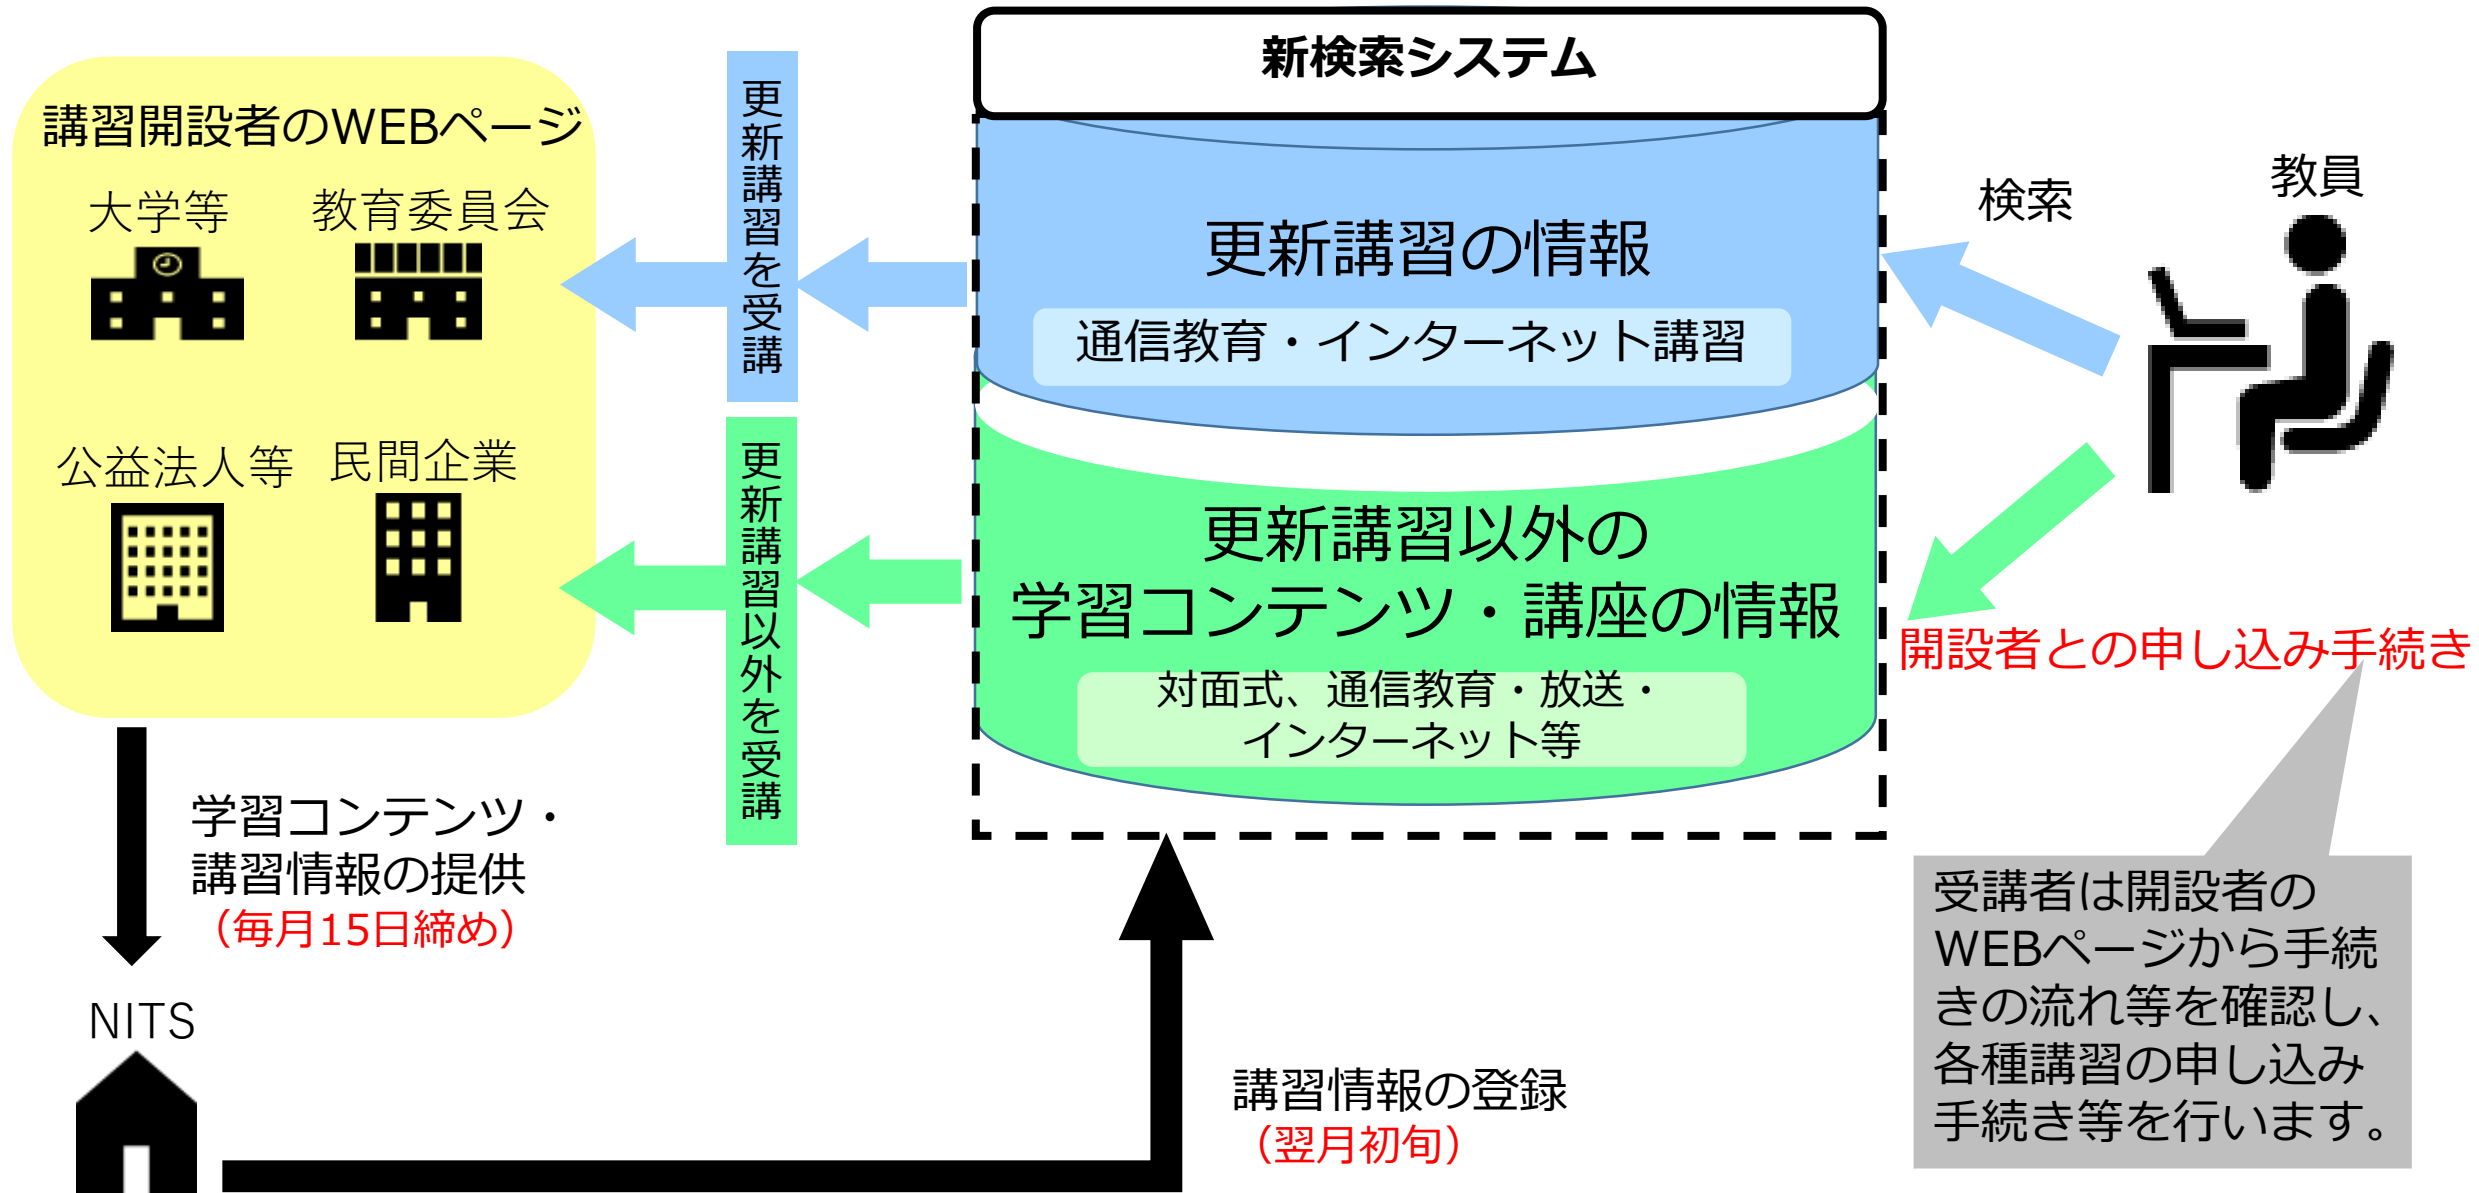 新検索システム
講習開設者のWEBページ
大学等
教育委員会
公益法人等
民間企業
更新講習を受講
更新講習以外を受講
更新講習の情報
通信教育・インターネット講習
更新講習以外の
学習コンテンツ・講座の情報
対面式、通信教育・放送・
インターネット等
検索
教員
開設者との申し込み手続き
受講者は開設者の
WEBページから手続
きの流れ等を確認し、
各種講習の申し込み
手続き等を行います。
学習コンテンツ・
講習情報の提供
（毎月15日締め）
NITS
講習情報の登録
（翌月初旬）